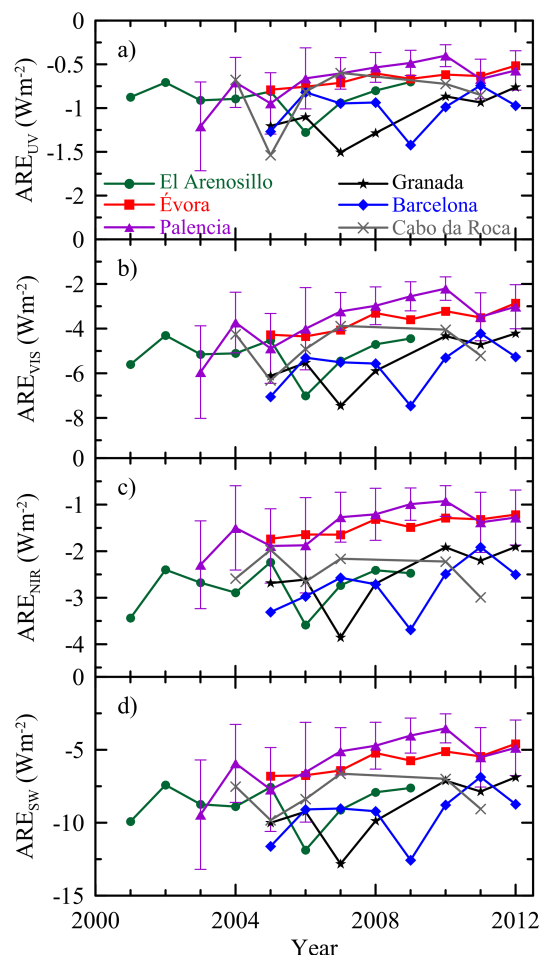 0
a)
-0.5
-1
-1.5
-2
0
ARE_UV (Wm-2)
El Arenosillo
Évora
Palencia
Granada
Barcelona
Cabo da Roca
b)
-2
-4
-6
-8
0
ARE_VIS (Wm-2)
c)
-1
-2
-3
-4
0
ARE_NIR (Wm-2)
d)
-5
-10
-15
ARE_SW (Wm-2)
2000 2004 2008 2012
Year